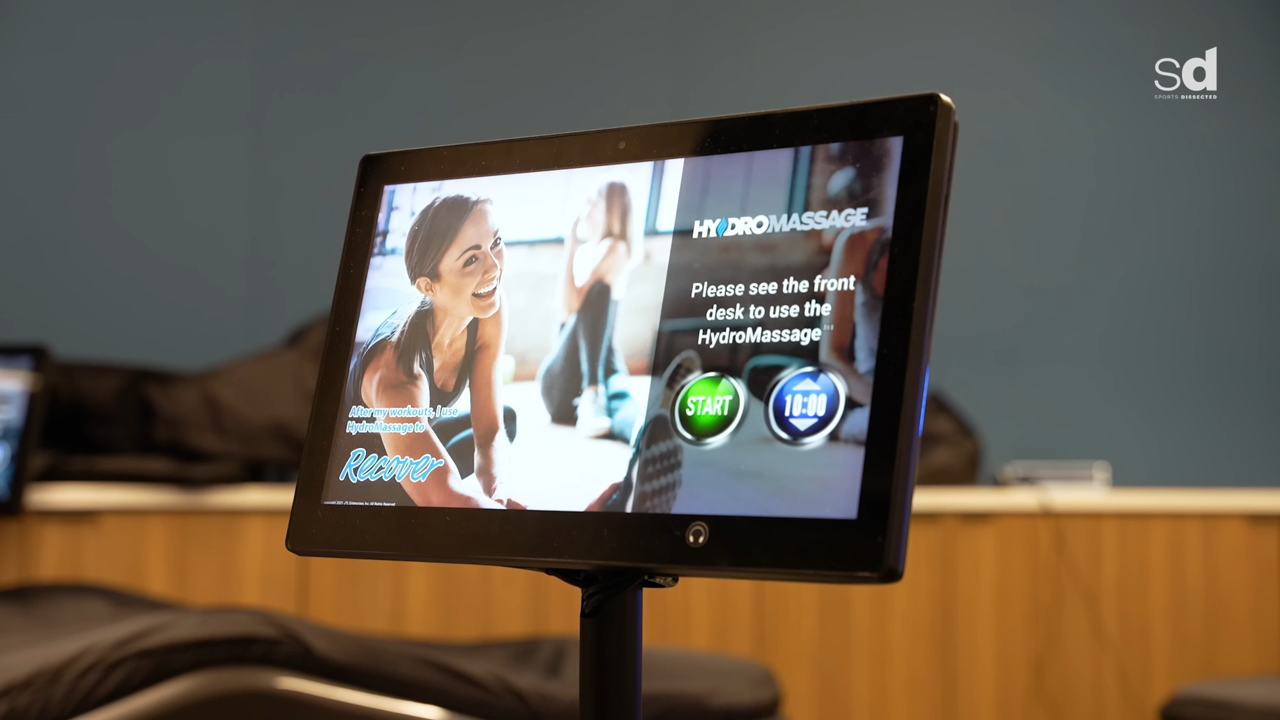 sd
SPORTS DISSECTED
HYDROMASSAGE
Please see the front
desk to use the
HydroMassage
START
10:00
After my workouts, I use
HydroMassage to
Recover